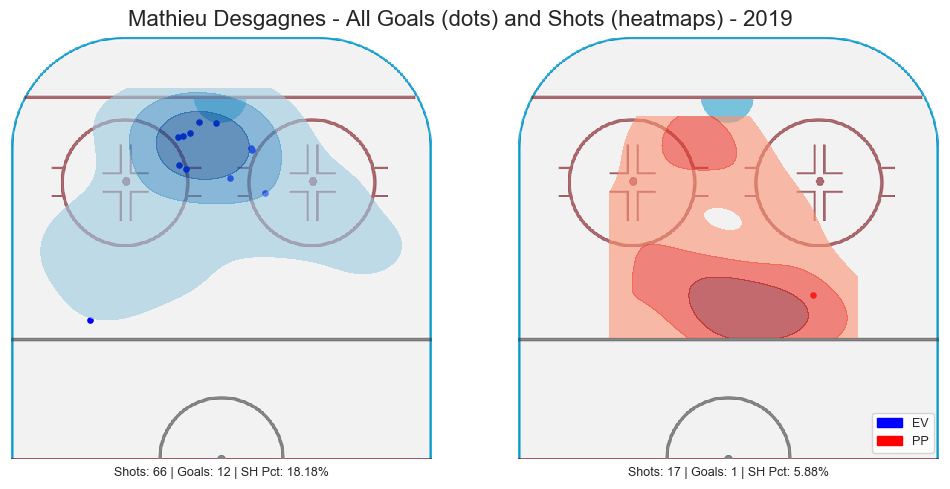 Mathieu Desgagnes - All Goals (dots) and Shots (heatmaps) - 2019
EV
PP
Shots: 66 | Goals: 12 | SH Pct: 18.18%
Shots: 17 | Goals: 1 | SH Pct: 5.88%